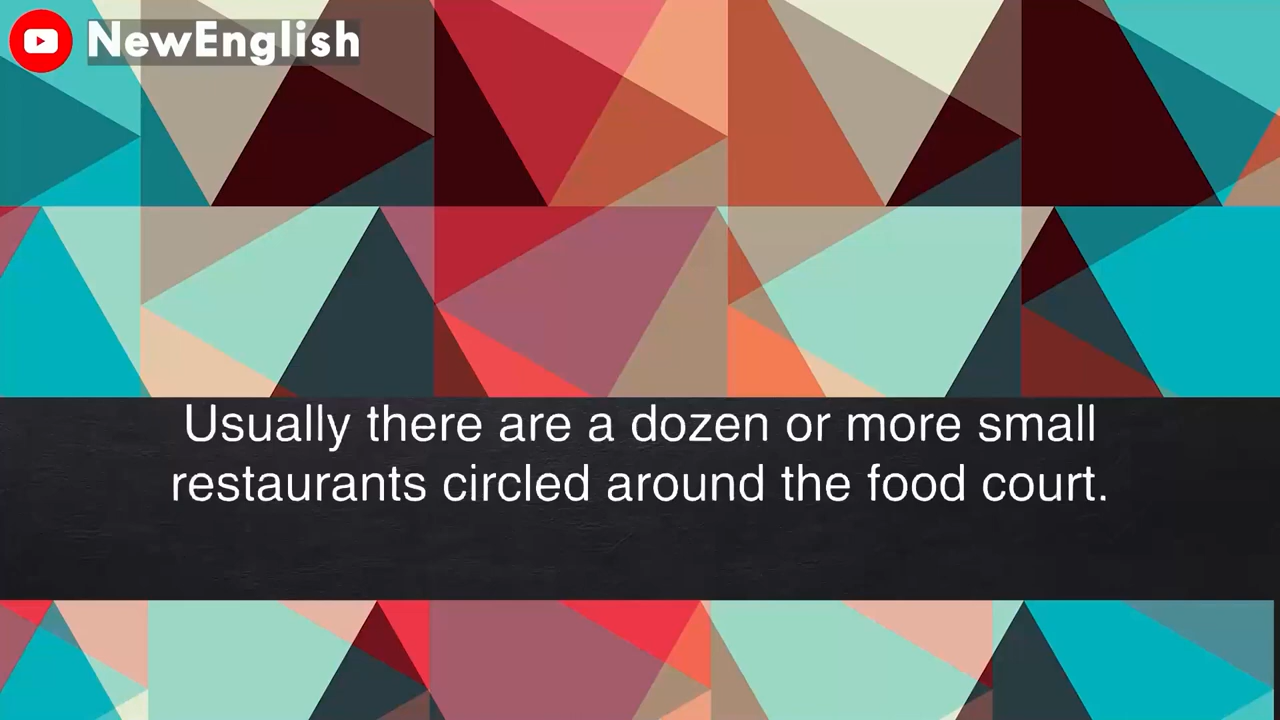 NewEnglish
Usually there are a dozen or more small
restaurants circled around the food court.